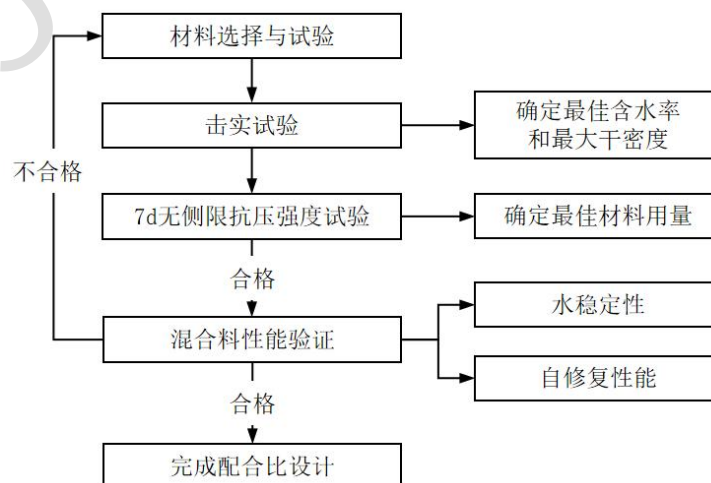 材料选择与试验
击实试验
确定最佳含水率
和最大干密度
不合格
7d无侧限抗压强度试验
确定最佳材料用量
合格
水稳定性
混合料性能验证
自修复性能
合格
完成配合比设计